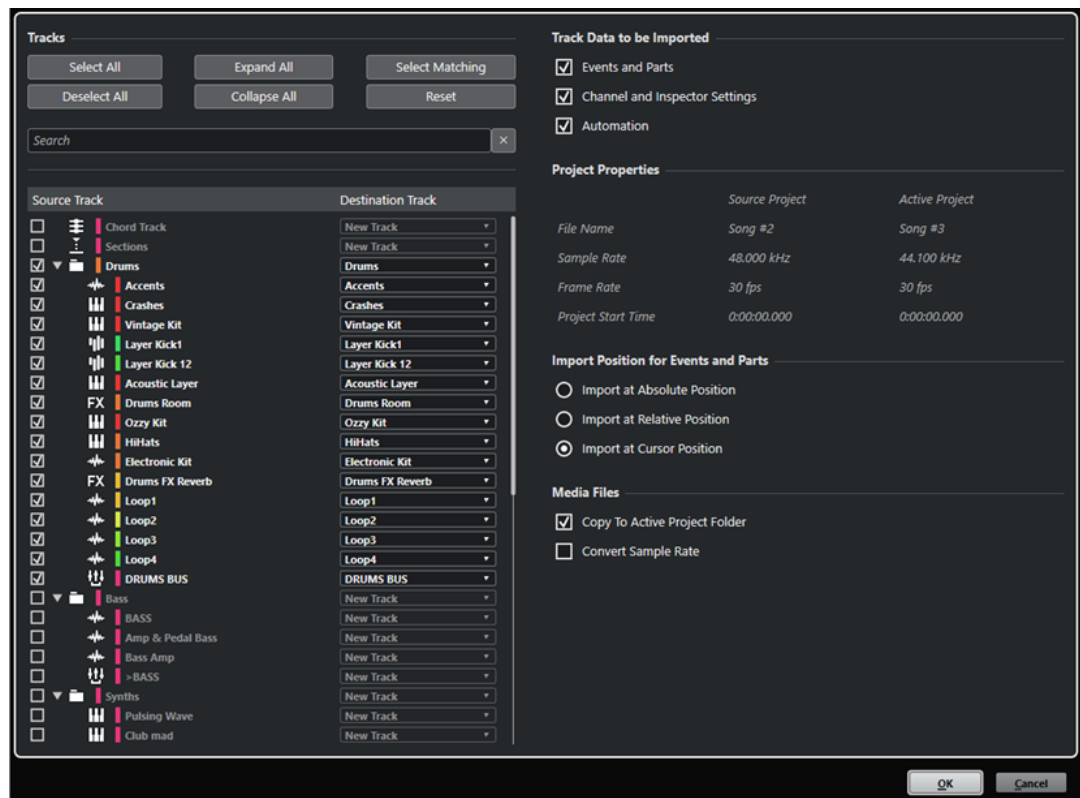 Tracks
Select All Expand All Select Matching
Deselect All Collapse All Reset
Search
Source Track Destination Track
Chord Track New Track
Sections New Track
Drums Drums
Accents Accents
Crashes Crashes
Vintage Kit Vintage Kit
Layer Kick1 Layer Kick1
Layer Kick 12 Layer Kick 12
Acoustic Layer Acoustic Layer
FX Drums Room Drums Room
Ozzy Kit Ozzy Kit
HiHats HiHats
Electronic Kit Electronic Kit
FX Drums FX Reverb Drums FX Reverb
Loop1 Loop1
Loop2 Loop2
Loop3 Loop3
Loop4 Loop4
DRUMS BUS DRUMS BUS
Bass New Track
BASS New Track
Amp & Pedal Bass New Track
Bass Amp New Track
>BASS New Track
Synths New Track
Pulsing Wave New Track
Club mad New Track
Track Data to be Imported
Events and Parts
Channel and Inspector Settings
Automation
Project Properties
Source Project Active Project
File Name Song #2 Song #3
Sample Rate 48.000 kHz 44.100 kHz
Frame Rate 30 fps 30 fps
Project Start Time 0:00:00.000 0:00:00.000
Import Position for Events and Parts
Import at Absolute Position
Import at Relative Position
Import at Cursor Position
Media Files
Copy To Active Project Folder
Convert Sample Rate
OK Cancel